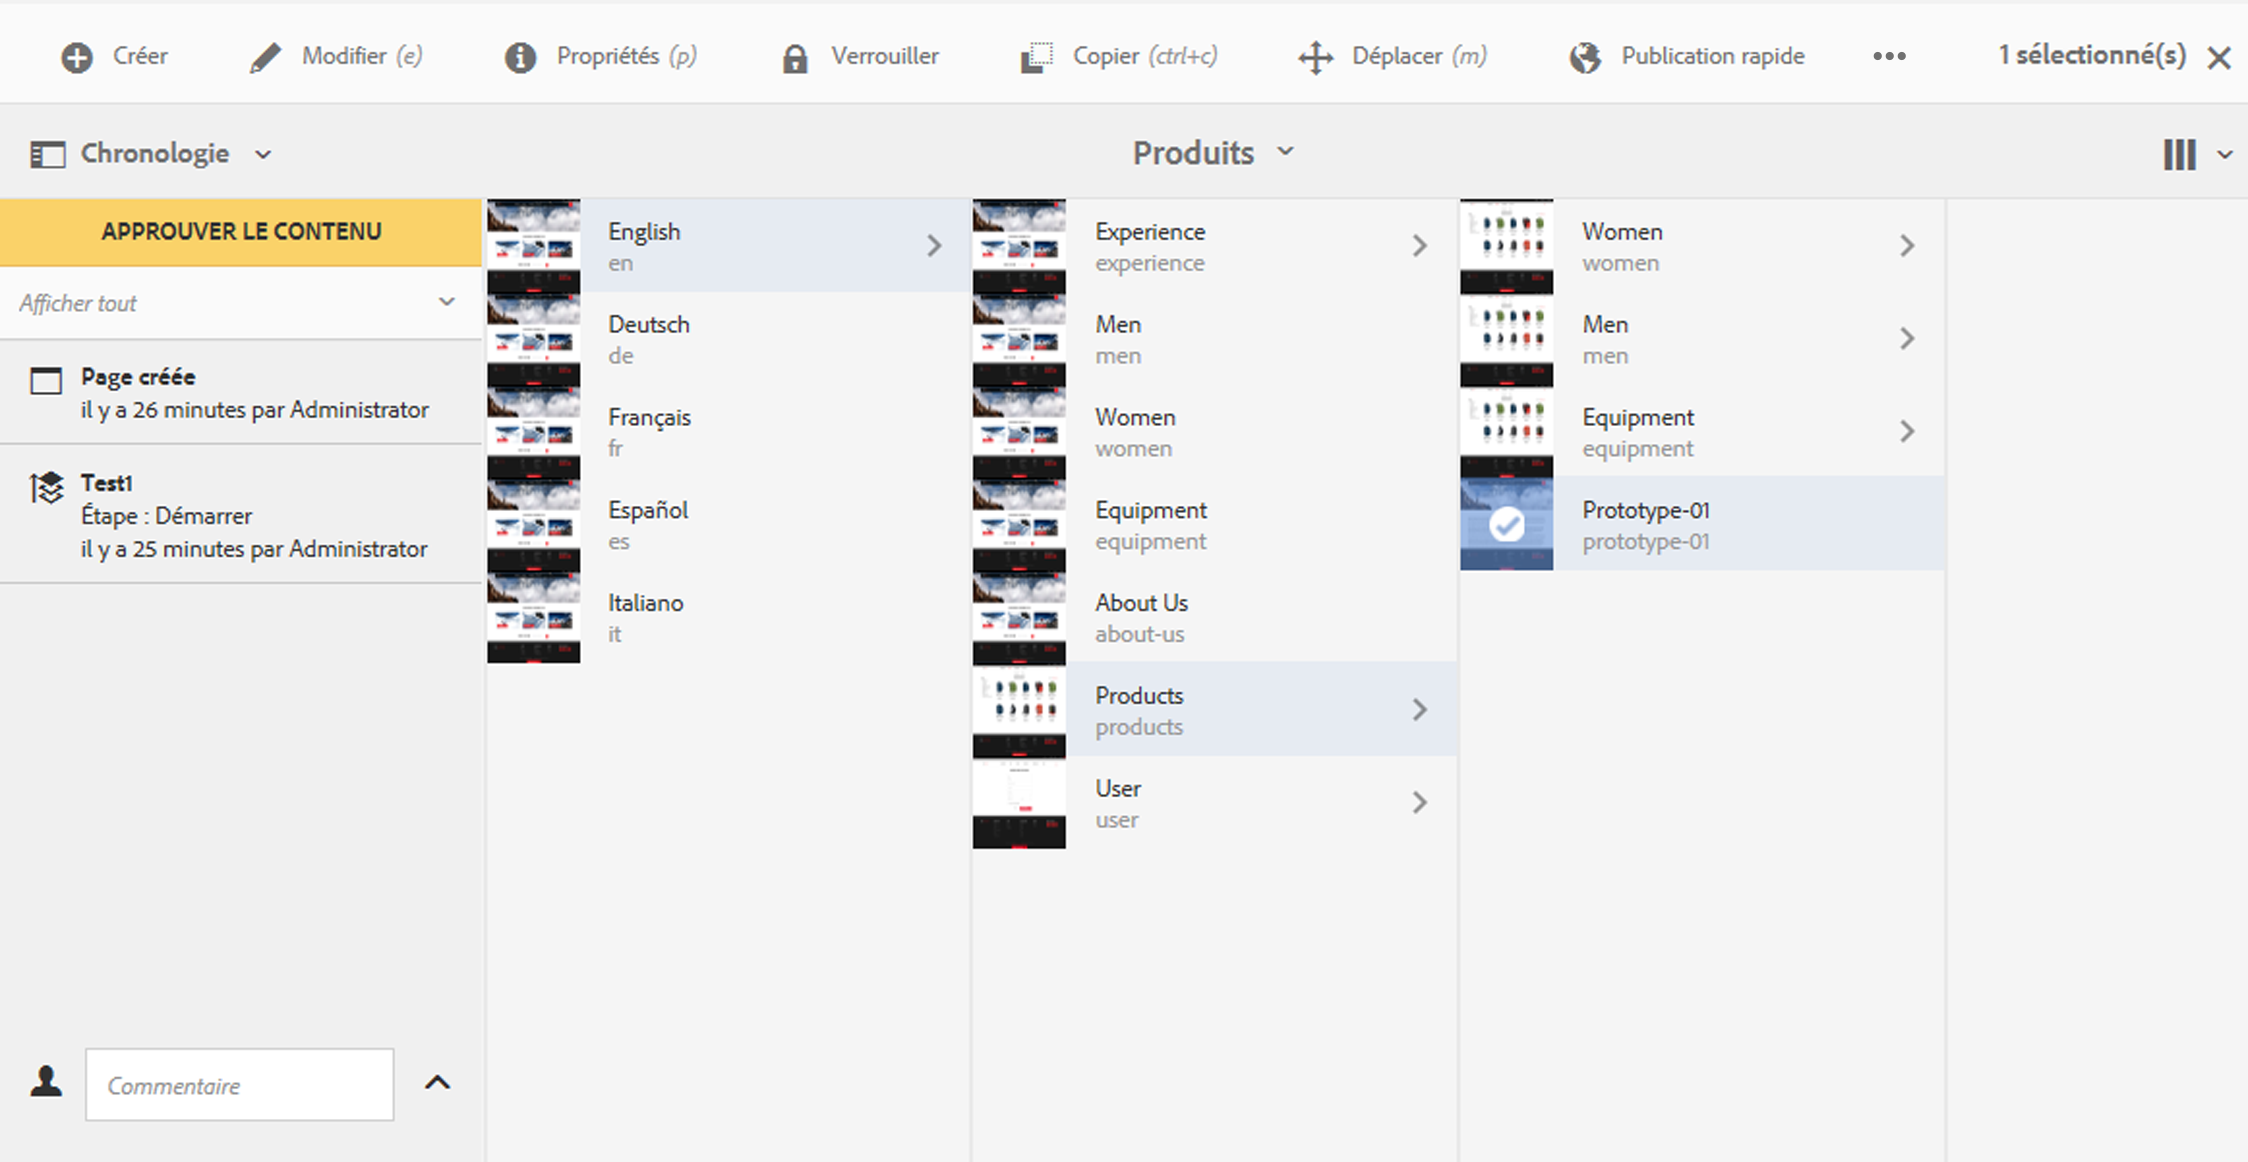 Créer
Modifier (e)
Propriétés (p)
Verrouiller
Copier (ctrl+c)
Déplacer (m)
Publication rapide
1 sélectionné(s)
Chronologie
Produits
APPROUVER LE CONTENU
Afficher tout
Page créée
il y a 26 minutes par Administrator
Test1
Étape : Démarrer
il y a 25 minutes par Administrator
Commentaire
English
en
Deutsch
de
Français
fr
Español
es
Italiano
it
Experience
experience
Men
men
Women
women
Equipment
equipment
About Us
about-us
Products
products
User
user
Women
women
Men
men
Equipment
equipment
Prototype-01
prototype-01